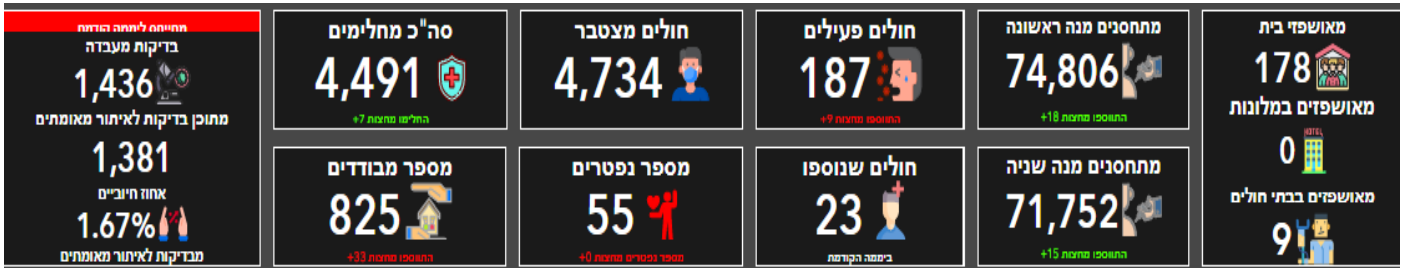 מאושפזי בית
178
מאושפזים במלונות
HOTEL
0
מאושפזים בבתי חולים
9
מתחסנים מנה ראשונה
74,806
התווספו מחצות 18+
מתחסנים מנה שניה
71,752
התווספו מחצות 15+
חולים פעילים
187
התווספו מחצות 9+
חולים שנוספו
23
ביממה הקודמת
חולים מצטבר
4,734
מספר נפטרים
55
מספר נפטרים מחצות 0+
סה"כ מחלימים
4,491
החלימו מחצות 7+
מספר מבודדים
825
התווספו מחצות 33+
מתייחס ליממה קודמת
בדיקות מעבדה
1,436
מתוכן בדיקות לאיתור מאומתים
1,381
אחוז חיוביים
1.67%
מבדיקות לאיתור מאומתים